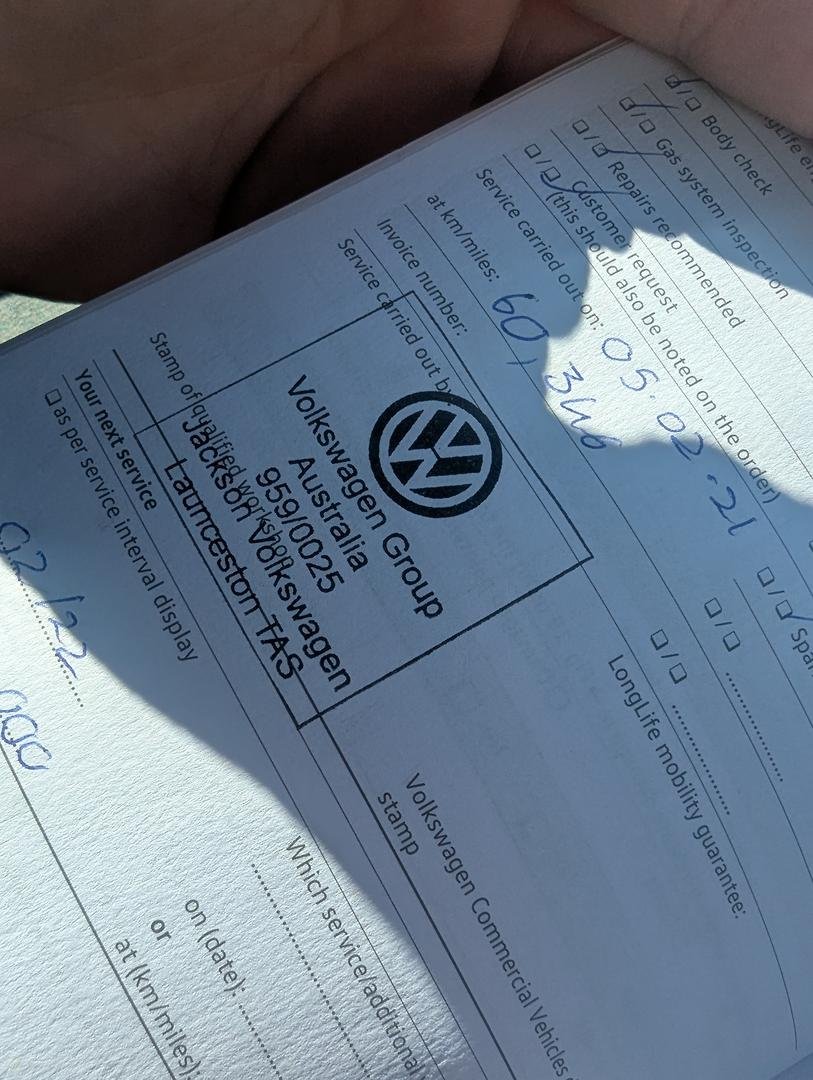 LongLife mobility guarantee:
☑/☐ Body check
☑/☐ Gas system inspection
☐/☑ Repairs recommended
☐/☑ Customer request
(this should also be noted on the order)
Service carried out on: 05.02.21
at km/miles: 60,346
Invoice number:
Service carried out by:
Volkswagen Group
Australia
959/0025
Jackson Volkswagen
Launceston TAS
Stamp of qualified workshop
Volkswagen Commercial Vehicles
stamp
Your next service
☐ as per service interval display
02/22
000
Which service/additional
on (date):
or
at (km/miles):